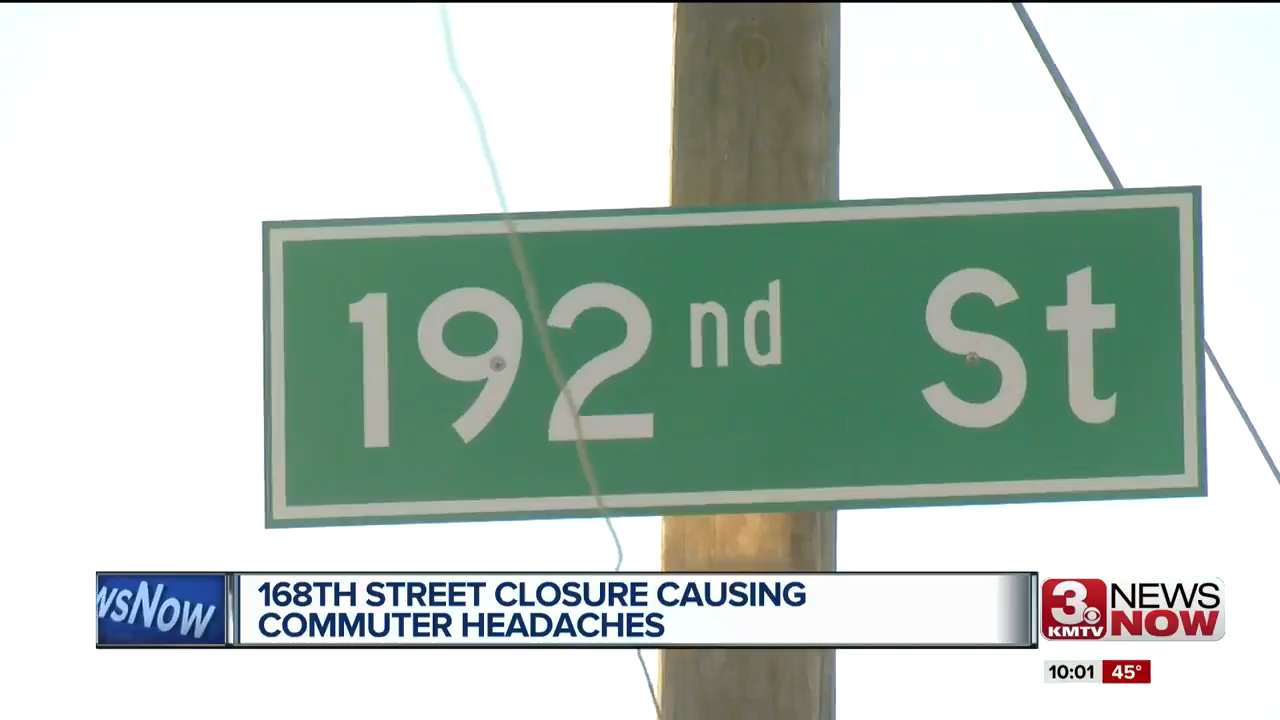 192nd St
wsNow
168TH STREET CLOSURE CAUSING
COMMUTER HEADACHES
3 NEWS
KMTV NOW
10:01 45°